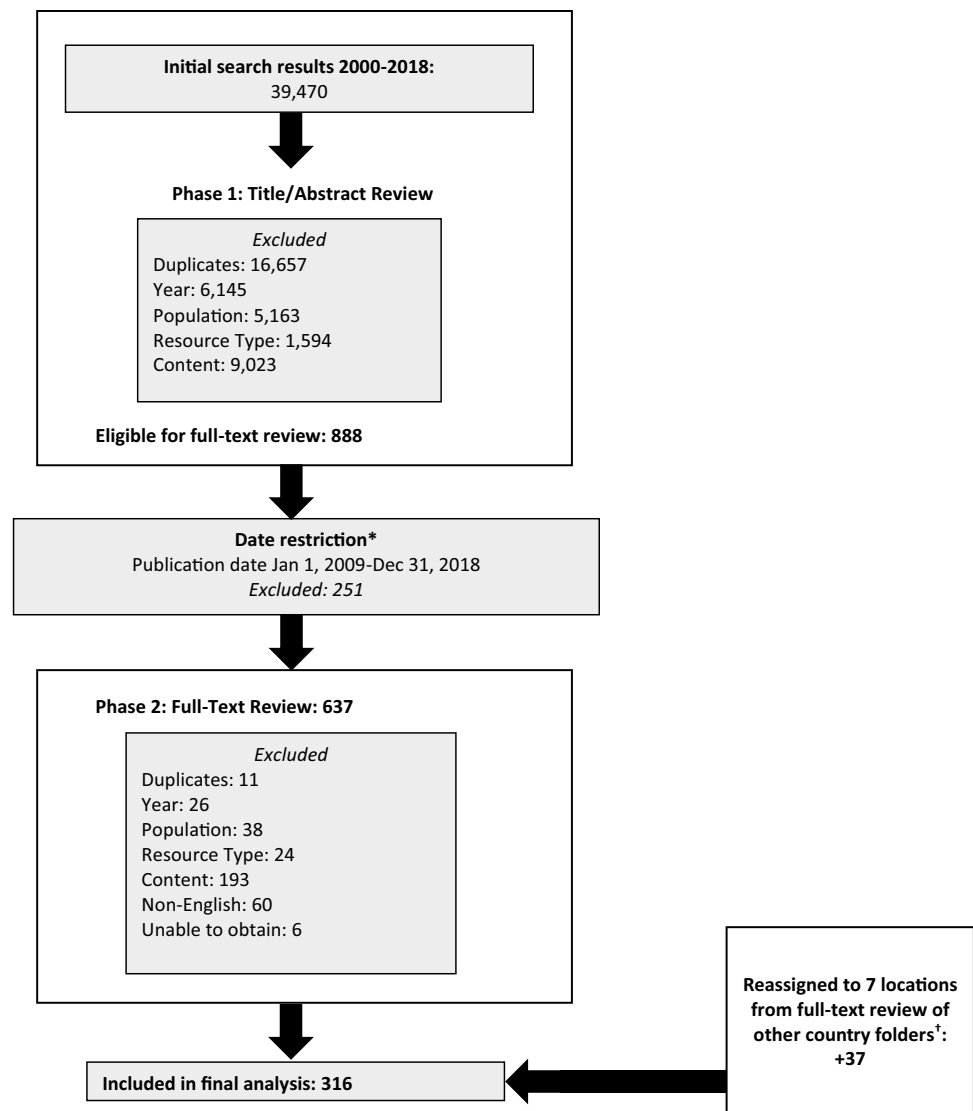 Initial search results 2000-2018:
39,470
Phase 1: Title/Abstract Review
Excluded
Duplicates: 16,657
Year: 6,145
Population: 5,163
Resource Type: 1,594
Content: 9,023
Eligible for full-text review: 888
Date restriction*
Publication date Jan 1, 2009-Dec 31, 2018
Excluded: 251
Phase 2: Full-Text Review: 637
Excluded
Duplicates: 11
Year: 26
Population: 38
Resource Type: 24
Content: 193
Non-English: 60
Unable to obtain: 6
Reassigned to 7 locations
from full-text review of
other country folders†:
+37
Included in final analysis: 316